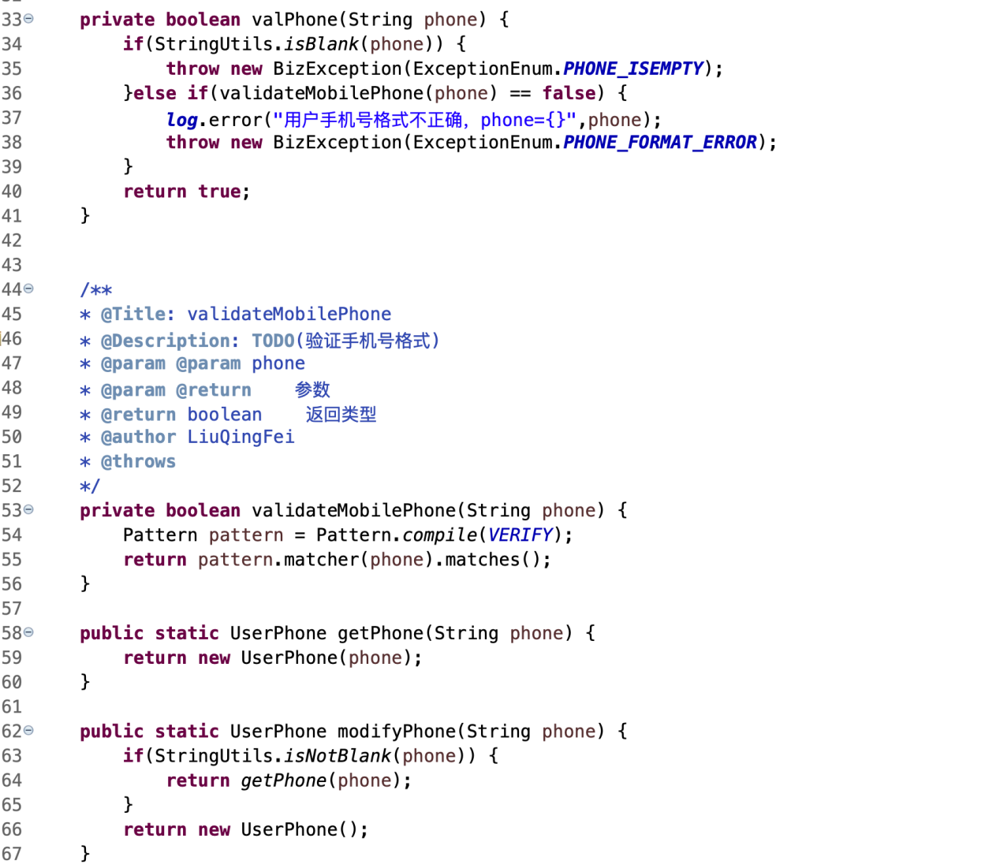 33 private boolean valPhone(String phone) {
34 if(StringUtils.isBlank(phone)) {
35 throw new BizException(ExceptionEnum.PHONE_ISEMPTY);
36 }else if(validateMobilePhone(phone) == false) {
37 log.error("用户手机号格式不正确，phone={}",phone);
38 throw new BizException(ExceptionEnum.PHONE_FORMAT_ERROR);
39 }
40 return true;
41 }
42
43
44 /**
45 * @Title: validateMobilePhone
46 * @Description: TODO(验证手机号格式)
47 * @param @param phone
48 * @param @return 参数
49 * @return boolean 返回类型
50 * @author LiuQingFei
51 * @throws
52 */
53 private boolean validateMobilePhone(String phone) {
54 Pattern pattern = Pattern.compile(VERIFY);
55 return pattern.matcher(phone).matches();
56 }
57
58 public static UserPhone getPhone(String phone) {
59 return new UserPhone(phone);
60 }
61
62 public static UserPhone modifyPhone(String phone) {
63 if(StringUtils.isNotBlank(phone)) {
64 return getPhone(phone);
65 }
66 return new UserPhone();
67 }